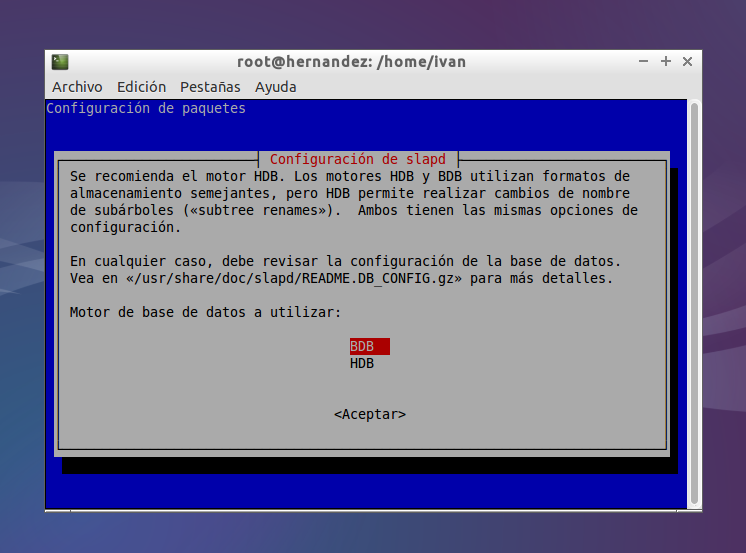 root@hernandez: /home/ivan
Archivo Edición Pestañas Ayuda
Configuración de paquetes
Configuración de slapd
Se recomienda el motor HDB. Los motores HDB y BDB utilizan formatos de
almacenamiento semejantes, pero HDB permite realizar cambios de nombre
de subárboles («subtree renames»).  Ambos tienen las mismas opciones de
configuración.
En cualquier caso, debe revisar la configuración de la base de datos.
Vea en «/usr/share/doc/slapd/README.DB_CONFIG.gz» para más detalles.
Motor de base de datos a utilizar:
BDB
HDB
<Aceptar>